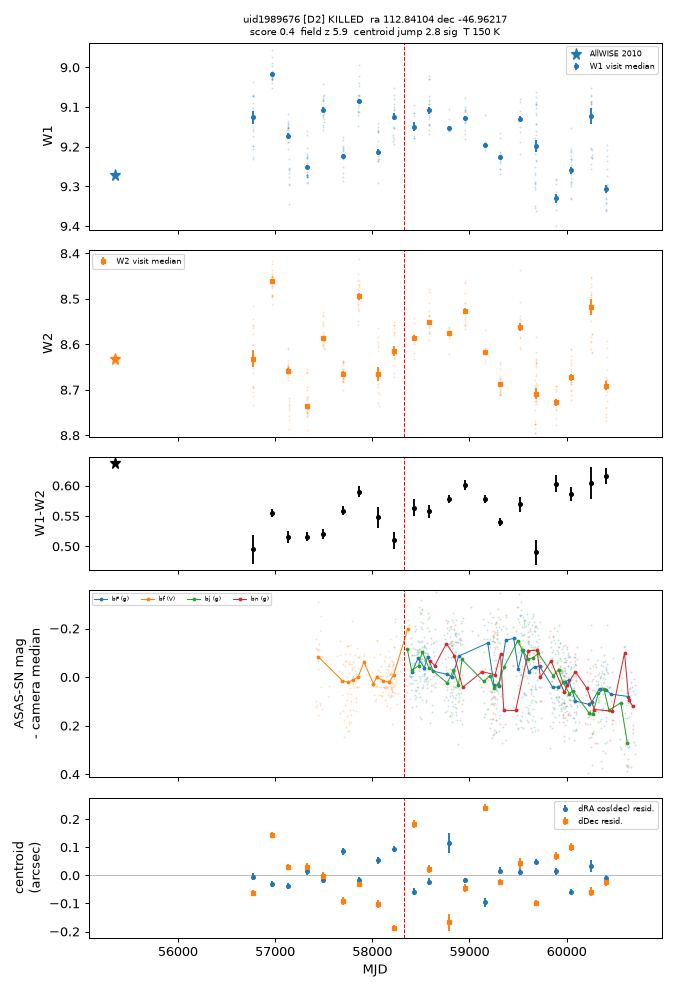 uid1989676 [D2] KILLED ra 112.84104 dec -46.96217
score 0.4 field z 5.9 centroid jump 2.8 sig T 150 K
W1
9.0
9.1
9.2
9.3
9.4
AllWISE 2010
W1 visit median
W2
8.4
8.5
8.6
8.7
8.8
W2 visit median
W1-W2
0.60
0.55
0.50
ASAS-SN mag
- camera median
−0.2
0.0
0.2
0.4
bf (V)
bj (g)
bn (g)
centroid
(arcsec)
0.2
0.1
0.0
−0.1
−0.2
dRA cos(dec) resid.
dDec resid.
56000
57000
58000
59000
60000
MJD